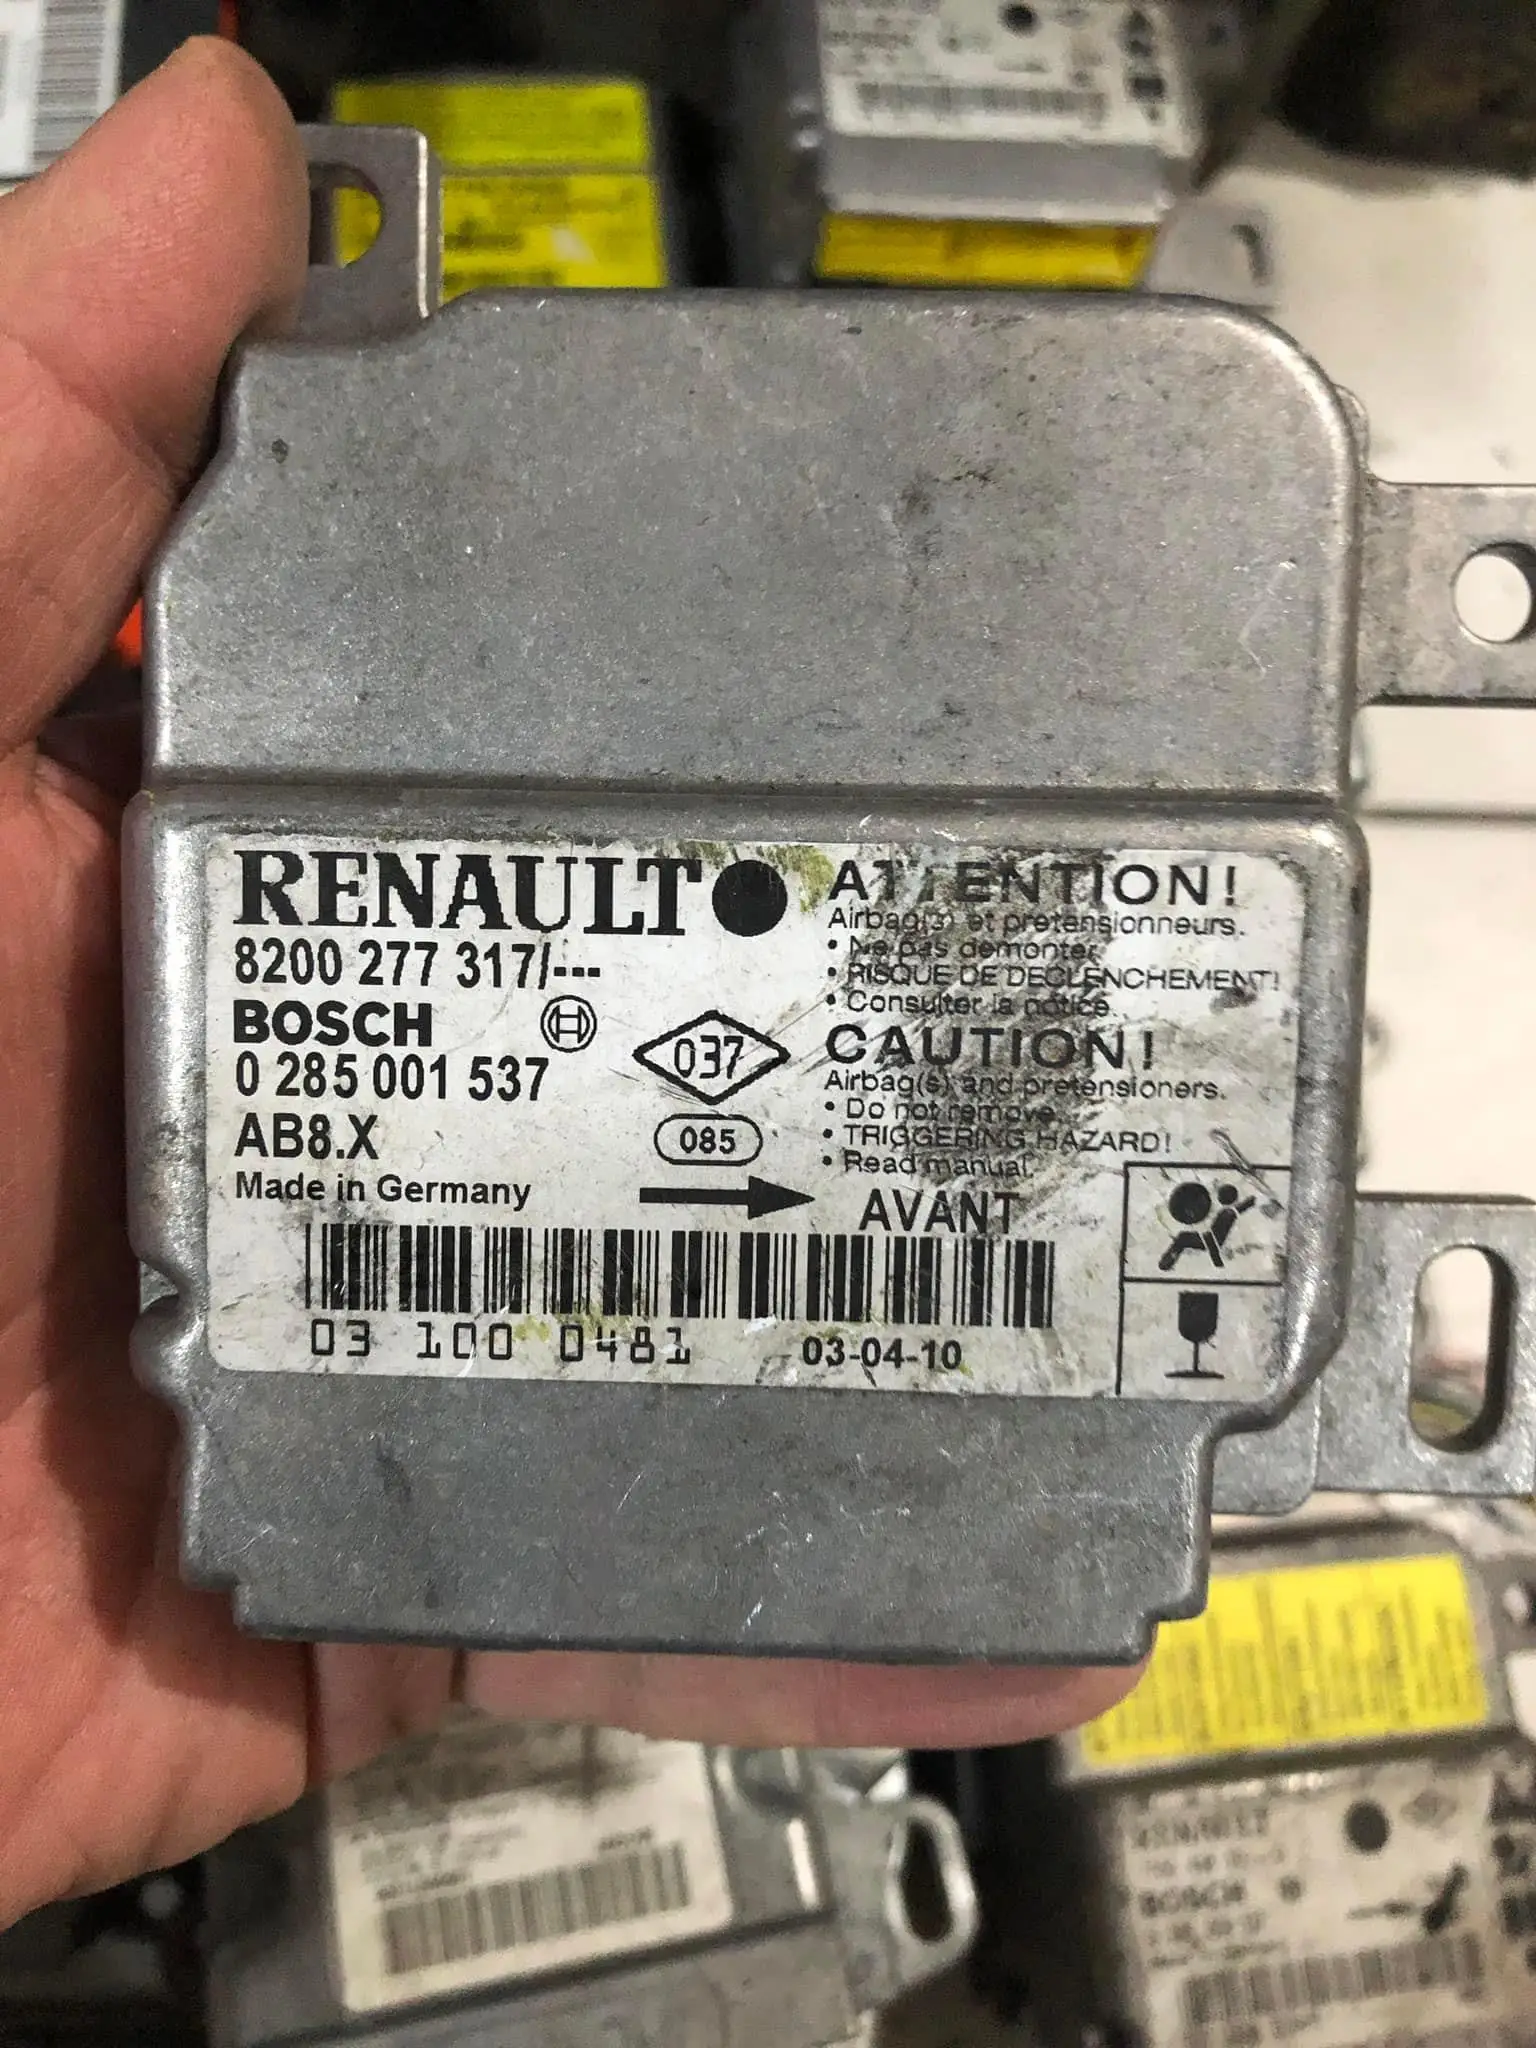 RENAULT
8200 277 317/---
BOSCH
0 285 001 537
AB8.X
Made in Germany
037
085
ATTENTION!
Airbag(s) et pretensionneurs.
• Ne pas demonter.
• RISQUE DE DECLENCHEMENT!
• Consulter la notice.
CAUTION!
Airbag(s) and pretensioners.
• Do not remove.
• TRIGGERING HAZARD!
• Read manual.
AVANT
03 100 0481
03-04-10
RENAULT
BOSCH